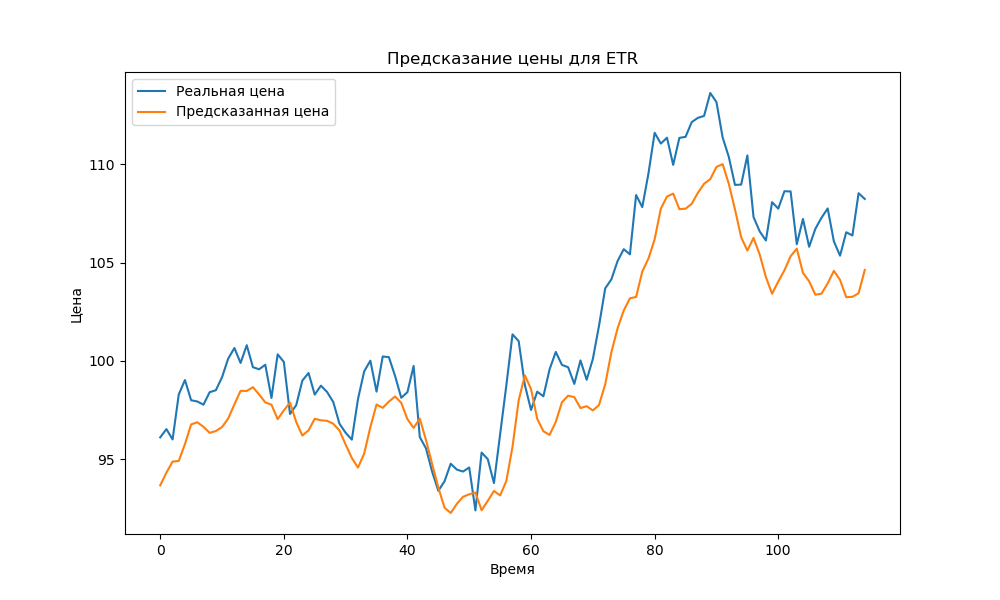 Предсказание цены для ETR
Реальная цена
Предсказанная цена
Цена
110
105
100
95
0 20 40 60 80 100
Время